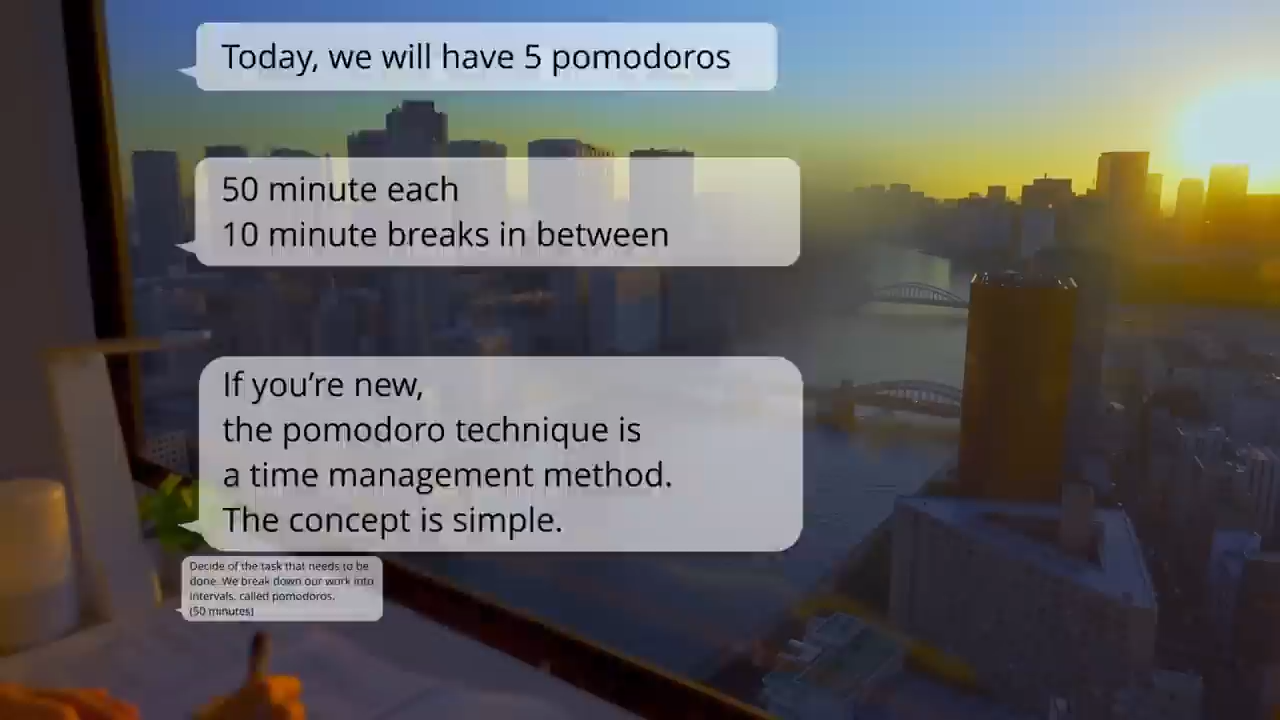 Today, we will have 5 pomodoros
50 minute each
10 minute breaks in between
If you’re new,
the pomodoro technique is
a time management method.
The concept is simple.
Decide of the task that needs to be
done. We break down our work into
intervals, called pomodoros.
(50 minutes)